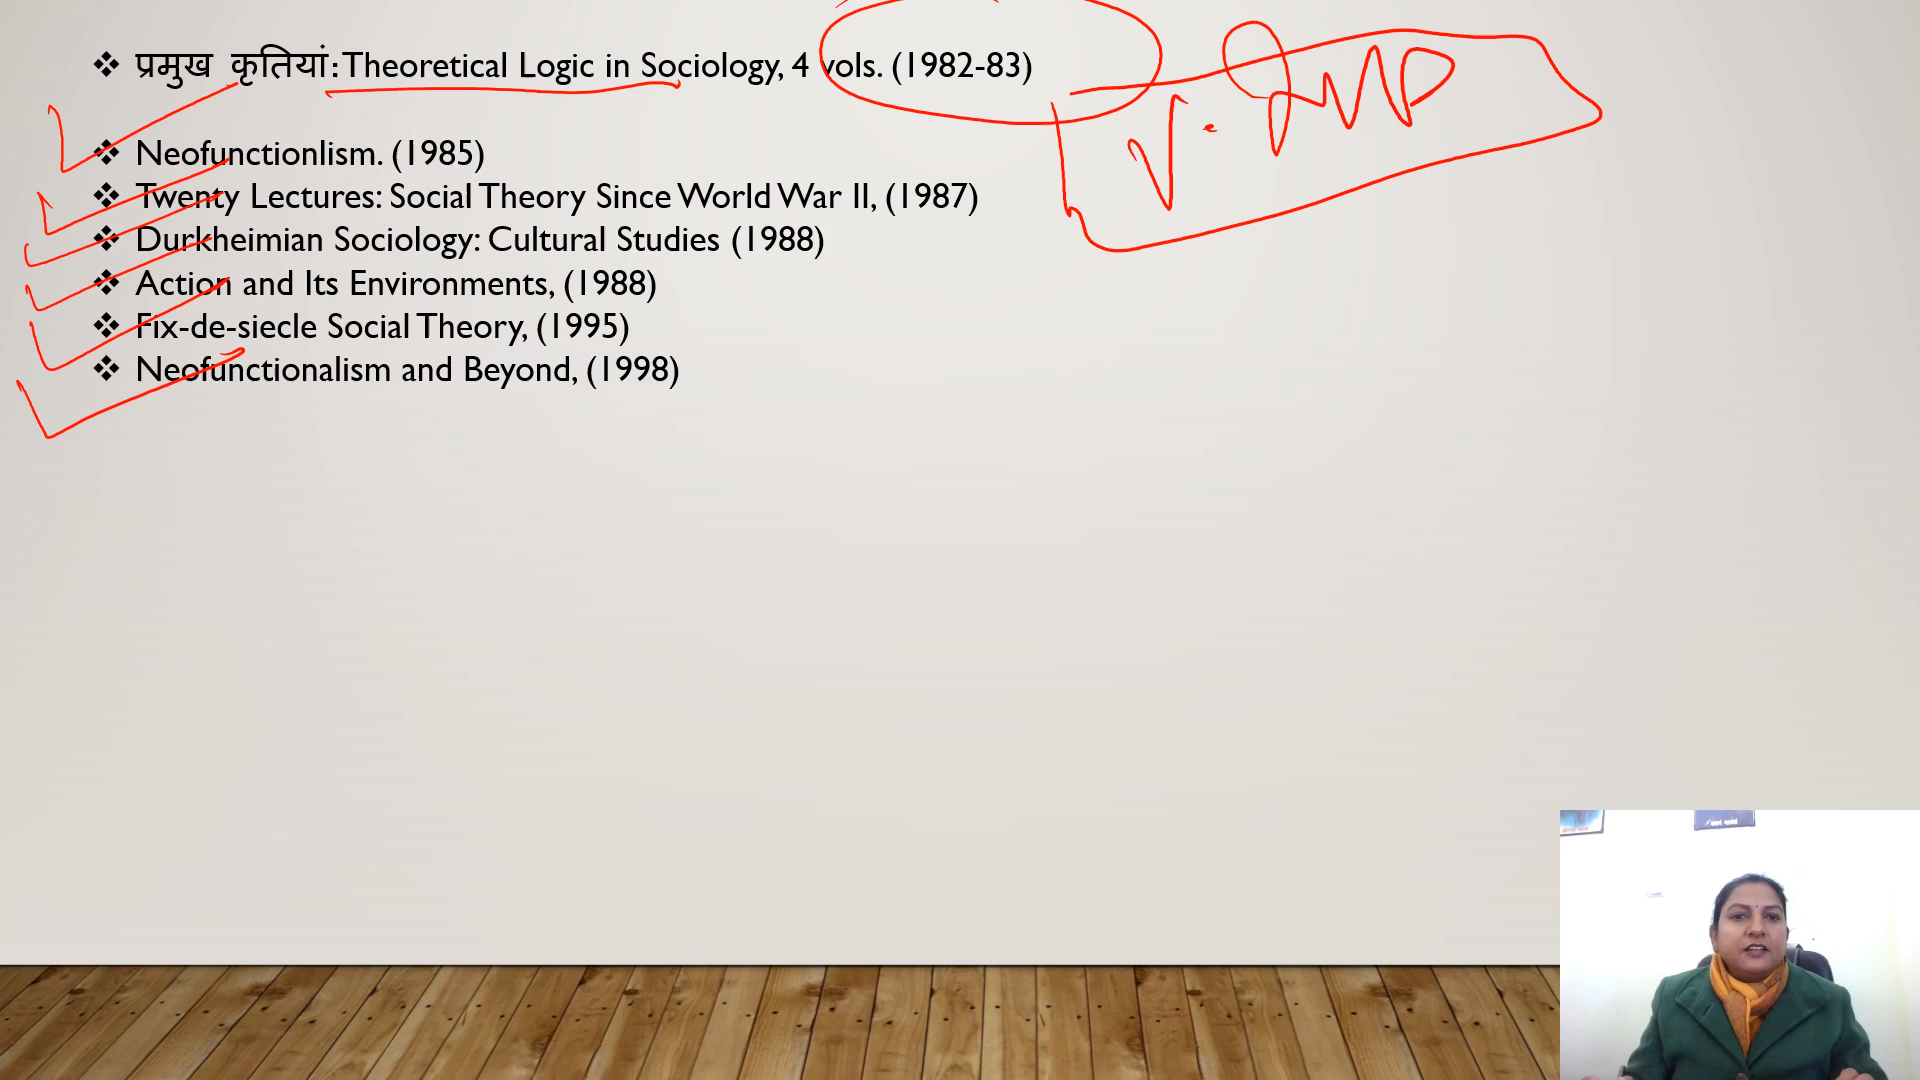 ❖ प्रमुख कृतियां: Theoretical Logic in Sociology, 4 vols. (1982-83)
V. IMP
❖ Neofunctionlism. (1985)
❖ Twenty Lectures: Social Theory Since World War II, (1987)
❖ Durkheimian Sociology: Cultural Studies (1988)
❖ Action and Its Environments, (1988)
❖ Fix-de-siecle Social Theory, (1995)
❖ Neofunctionalism and Beyond, (1998)